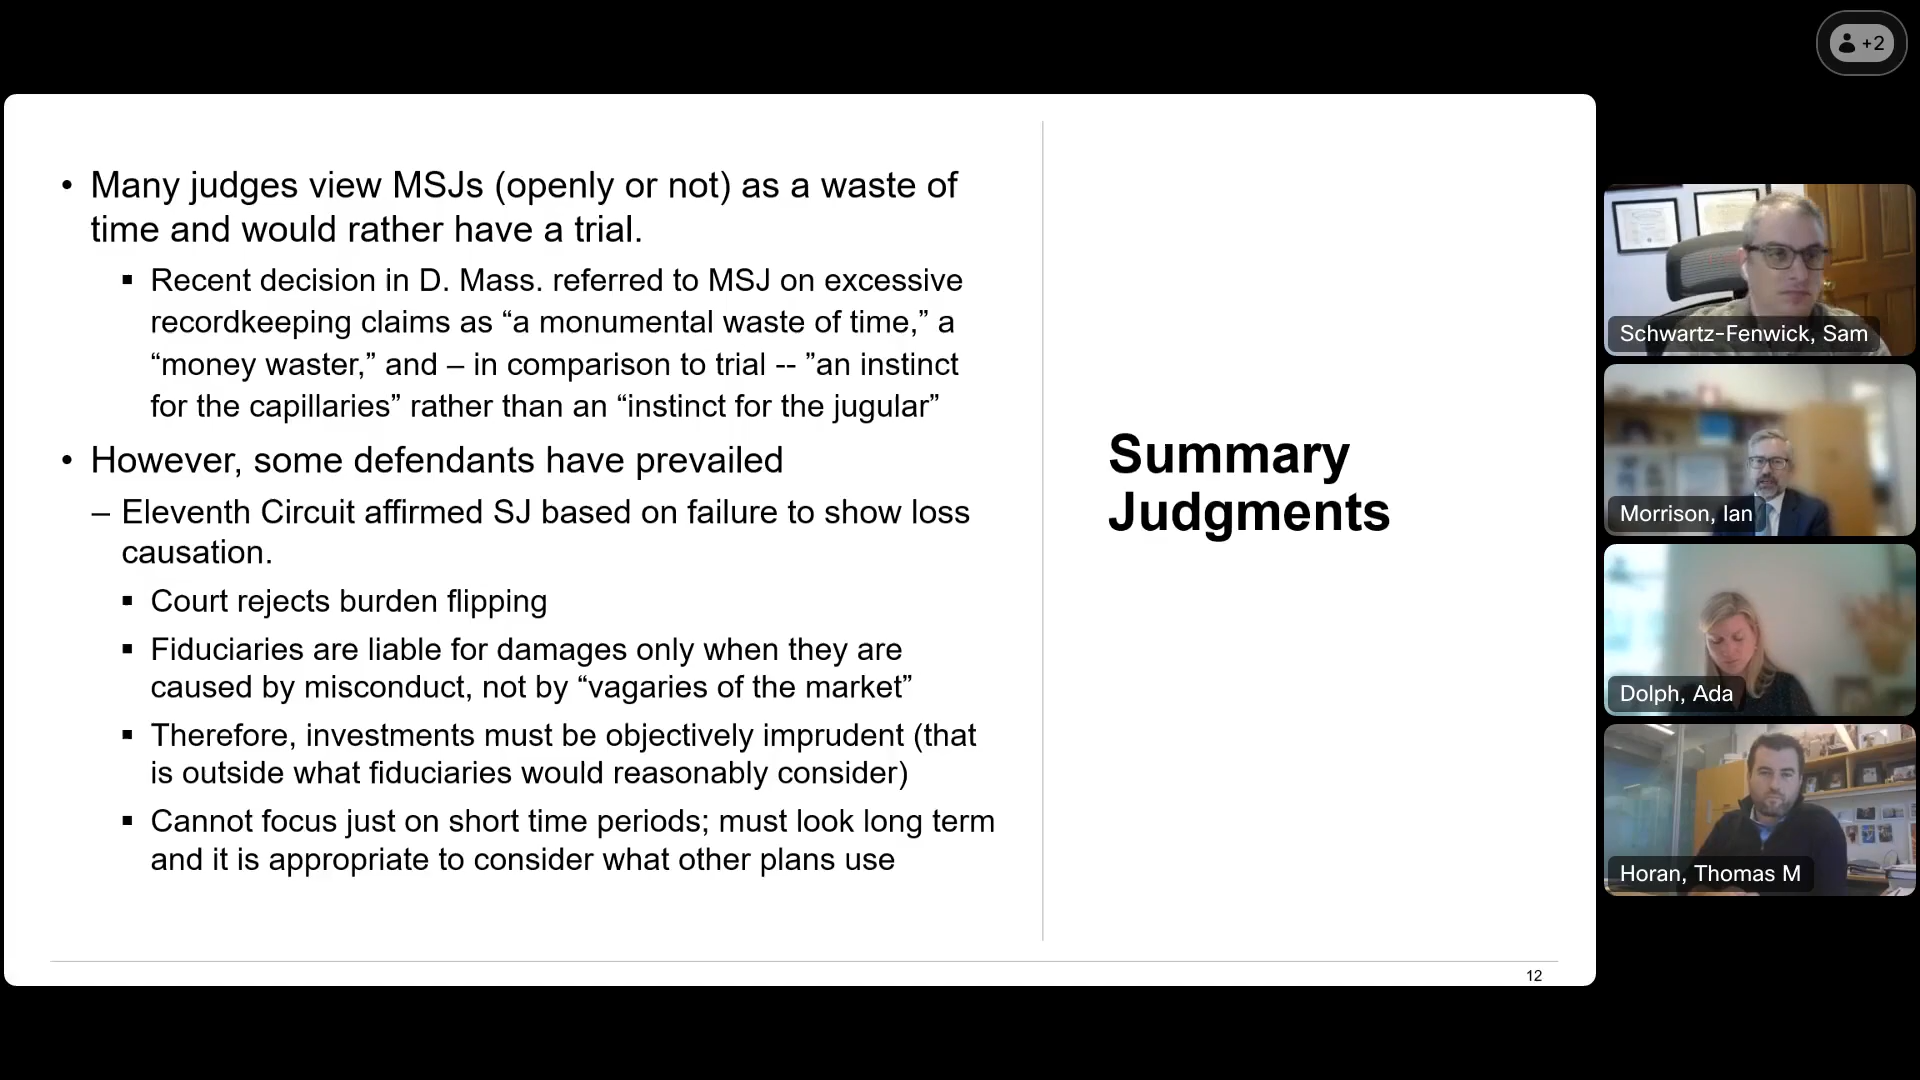 +2
• Many judges view MSJs (openly or not) as a waste of
time and would rather have a trial.
▪ Recent decision in D. Mass. referred to MSJ on excessive
recordkeeping claims as “a monumental waste of time,” a
“money waster,” and – in comparison to trial -- ”an instinct
for the capillaries” rather than an “instinct for the jugular”
• However, some defendants have prevailed
– Eleventh Circuit affirmed SJ based on failure to show loss
causation.
▪ Court rejects burden flipping
▪ Fiduciaries are liable for damages only when they are
caused by misconduct, not by “vagaries of the market”
▪ Therefore, investments must be objectively imprudent (that
is outside what fiduciaries would reasonably consider)
▪ Cannot focus just on short time periods; must look long term
and it is appropriate to consider what other plans use
Summary
Judgments
12
Schwartz-Fenwick, Sam
Morrison, Ian
Dolph, Ada
Horan, Thomas M